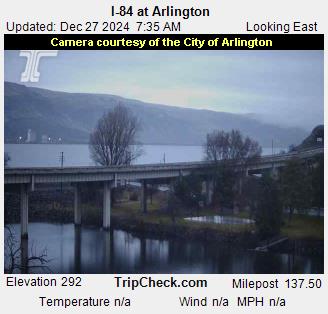 I-84 at Arlington
Updated: Dec 27 2024 7:35 AM Looking East
Camera courtesy of the City of Arlington
Elevation 292 TripCheck.com Milepost 137.50
Temperature n/a Wind n/a MPH n/a